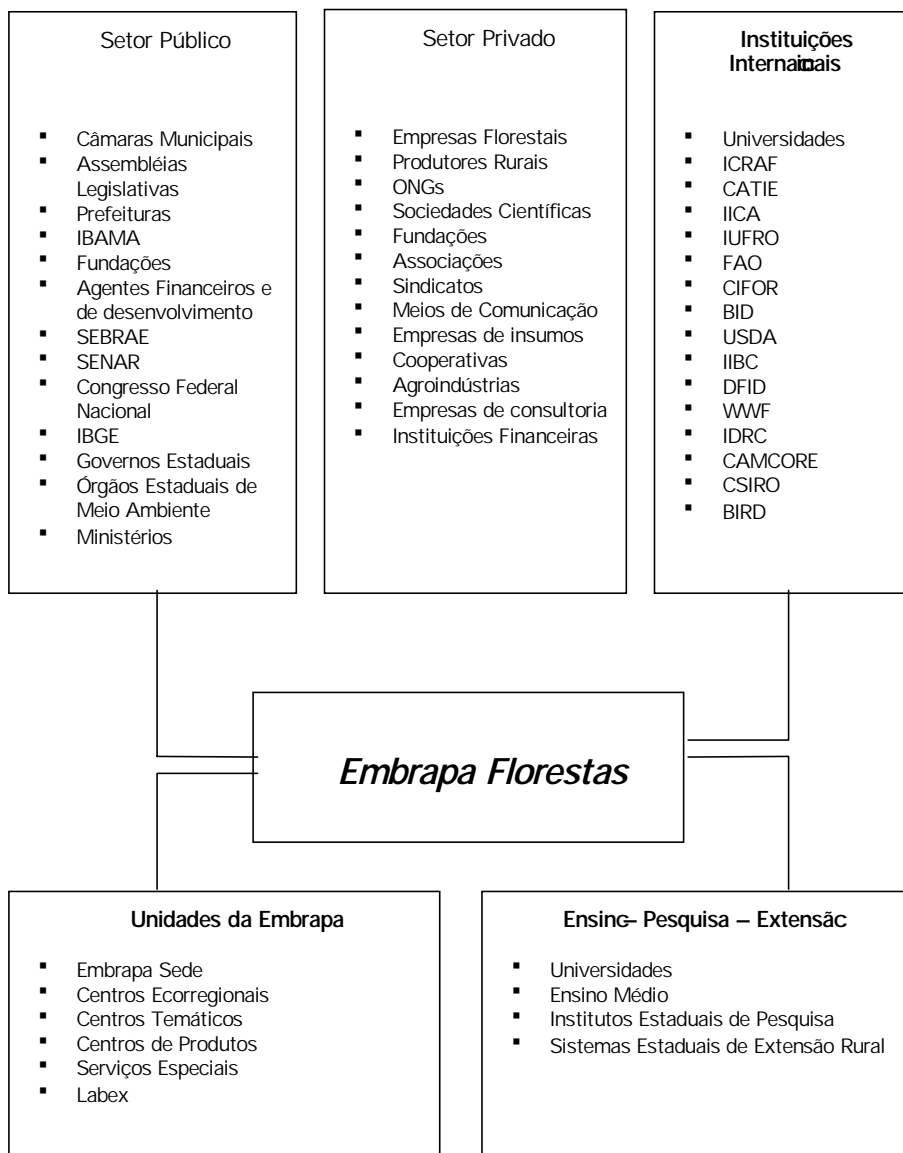 Setor Público
▪ Câmaras Municipais
▪ Assembléias
Legislativas
▪ Prefeituras
▪ IBAMA
▪ Fundações
▪ Agentes Financeiros e
de desenvolvimento
▪ SEBRAE
▪ SENAR
▪ Congresso Federal
Nacional
▪ IBGE
▪ Governos Estaduais
▪ Órgãos Estaduais de
Meio Ambiente
▪ Ministérios
Setor Privado
▪ Empresas Florestais
▪ Produtores Rurais
▪ ONGs
▪ Sociedades Científicas
▪ Fundações
▪ Associações
▪ Sindicatos
▪ Meios de Comunicação
▪ Empresas de insumos
▪ Cooperativas
▪ Agroindústrias
▪ Empresas de consultoria
▪ Instituições Financeiras
Instituições
Internacionais
▪ Universidades
▪ ICRAF
▪ CATIE
▪ IICA
▪ IUFRO
▪ FAO
▪ CIFOR
▪ BID
▪ USDA
▪ IIBC
▪ DFID
▪ WWF
▪ IDRC
▪ CAMCORE
▪ CSIRO
▪ BIRD
Embrapa Florestas
Unidades da Embrapa
▪ Embrapa Sede
▪ Centros Ecorregionais
▪ Centros Temáticos
▪ Centros de Produtos
▪ Serviços Especiais
▪ Labex
Ensino– Pesquisa – Extensão
▪ Universidades
▪ Ensino Médio
▪ Institutos Estaduais de Pesquisa
▪ Sistemas Estaduais de Extensão Rural